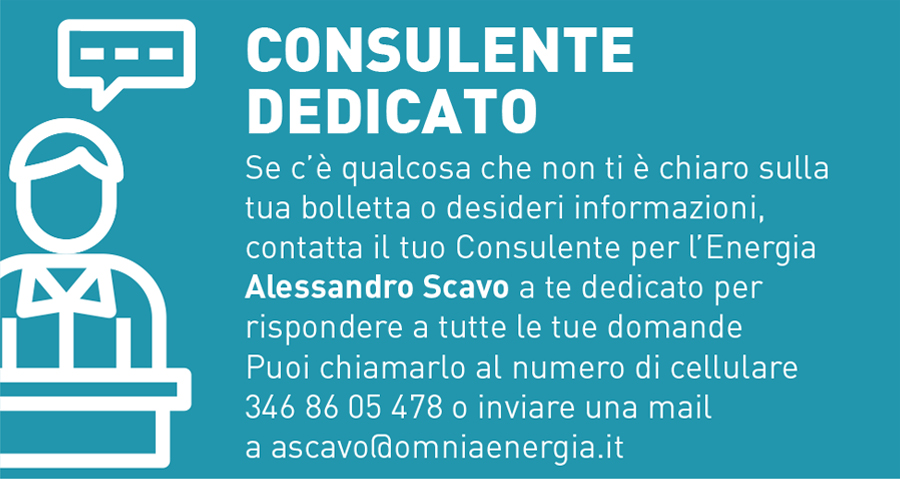 CONSULENTE
DEDICATO
Se c'è qualcosa che non ti è chiaro sulla
tua bolletta o desideri informazioni,
contatta il tuo Consulente per l'Energia
Alessandro Scavo a te dedicato per
rispondere a tutte le tue domande
Puoi chiamarlo al numero di cellulare
346 86 05 478 o inviare una mail
a ascavo@omniaenergia.it